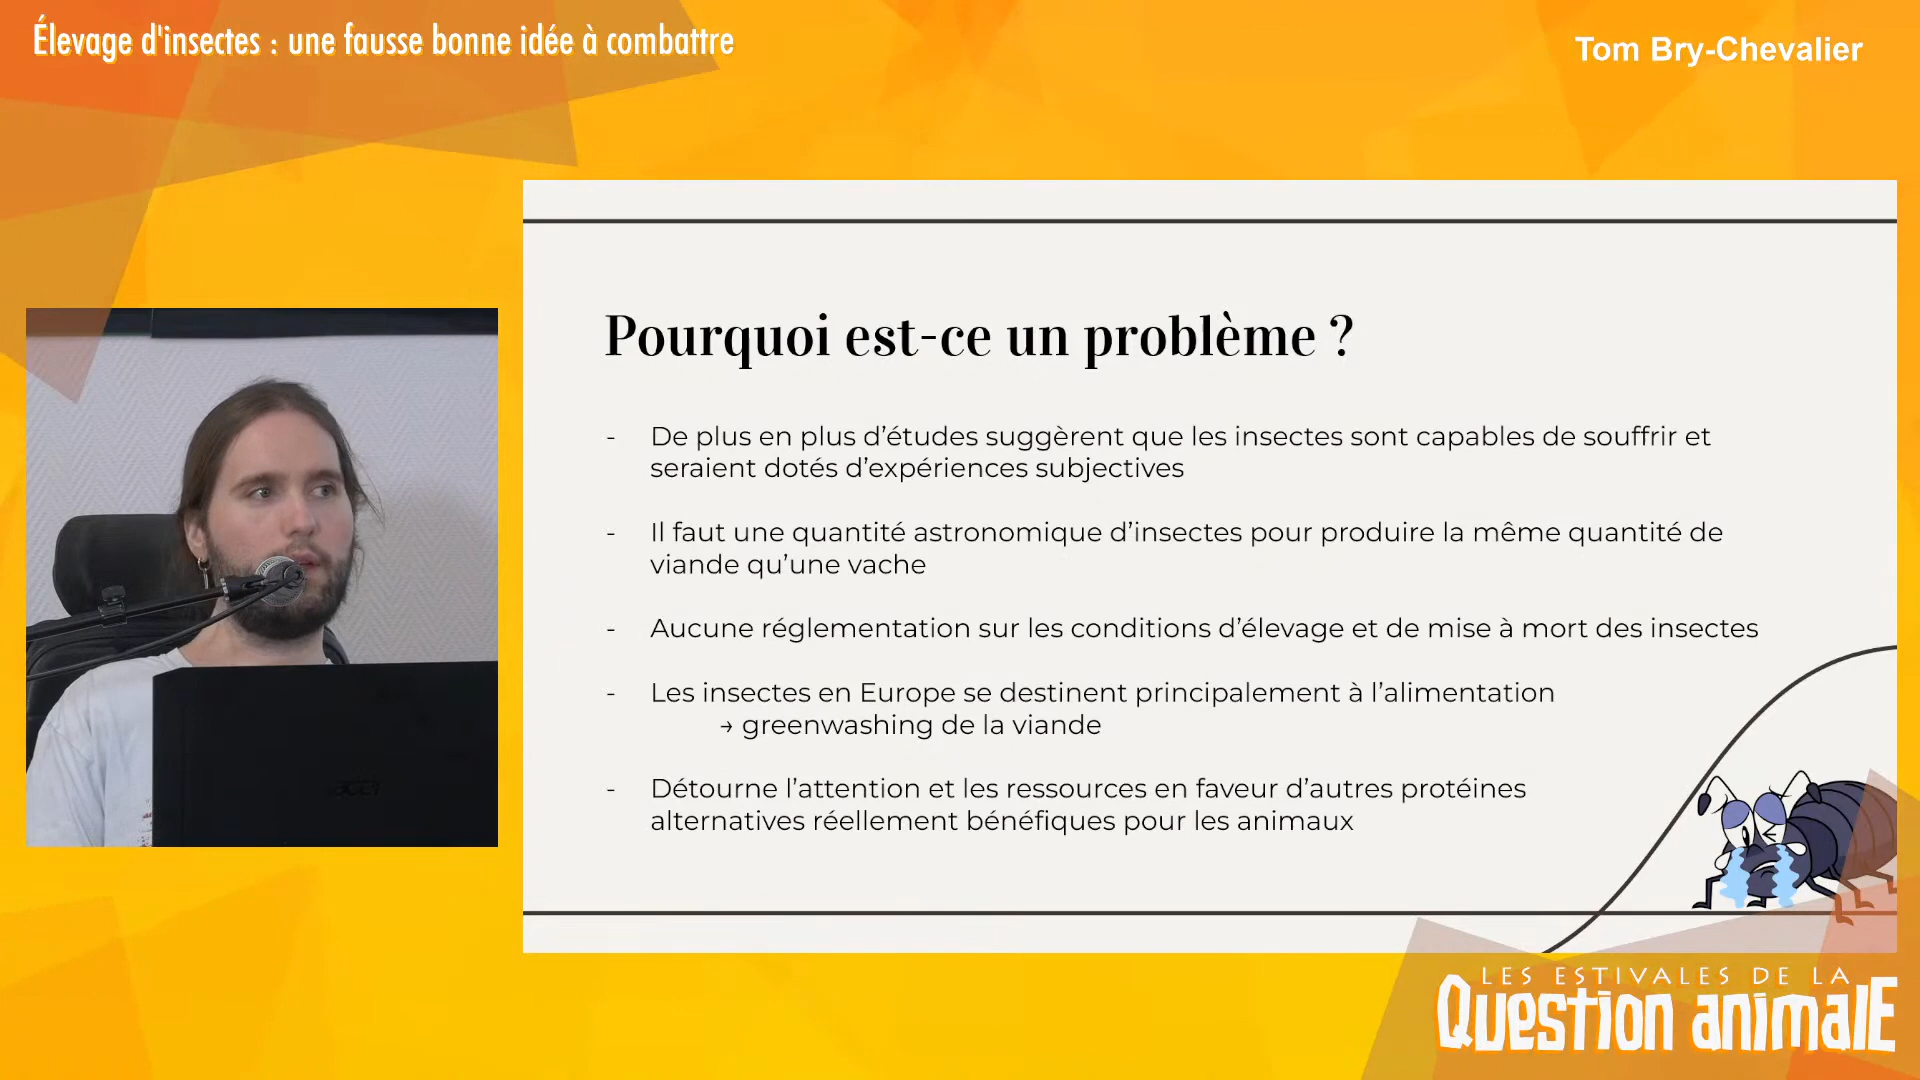 Élevage d'insectes : une fausse bonne idée à combattre
Tom Bry-Chevalier
Pourquoi est-ce un problème ?
- De plus en plus d’études suggèrent que les insectes sont capables de souffrir et
seraient dotés d’expériences subjectives
- Il faut une quantité astronomique d’insectes pour produire la même quantité de
viande qu’une vache
- Aucune réglementation sur les conditions d’élevage et de mise à mort des insectes
- Les insectes en Europe se destinent principalement à l’alimentation
→ greenwashing de la viande
- Détourne l’attention et les ressources en faveur d’autres protéines
alternatives réellement bénéfiques pour les animaux
acer
LES ESTIVALES DE LA
Question animale